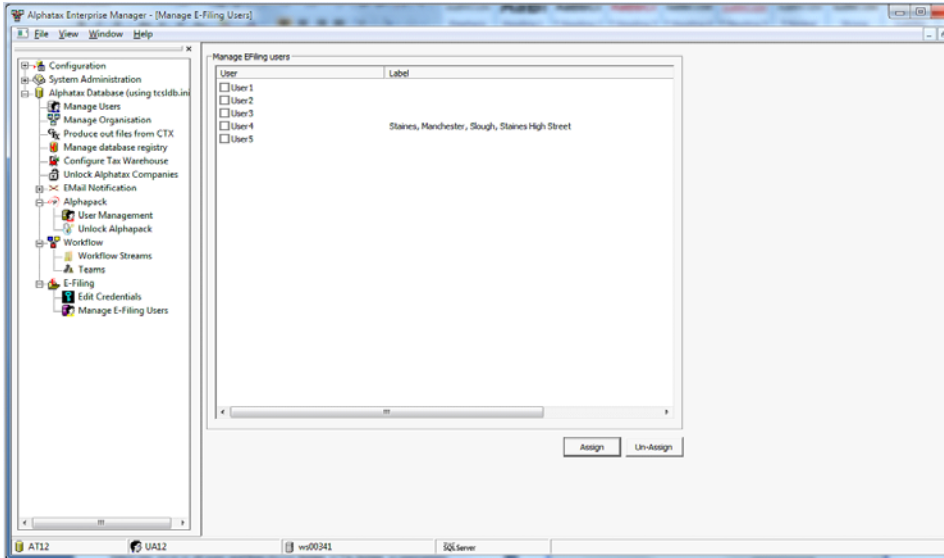 Alphatax Enterprise Manager - [Manage E-Filing Users]
File View Window Help
Configuration
System Administration
Alphatax Database (using tcsldb.ini
Manage Users
Manage Organisation
Produce out files from CTX
Manage database registry
Configure Tax Warehouse
Unlock Alphatax Companies
EMail Notification
Alphapack
User Management
Unlock Alphapack
Workflow
Workflow Streams
Teams
E-Filing
Edit Credentials
Manage E-Filing Users
Manage EFiling users
User Label
User1
User2
User3
User4 Staines, Manchester, Slough, Staines High Street
User5
Assign Un-Assign
AT12 UA12 ws00341 SQLServer